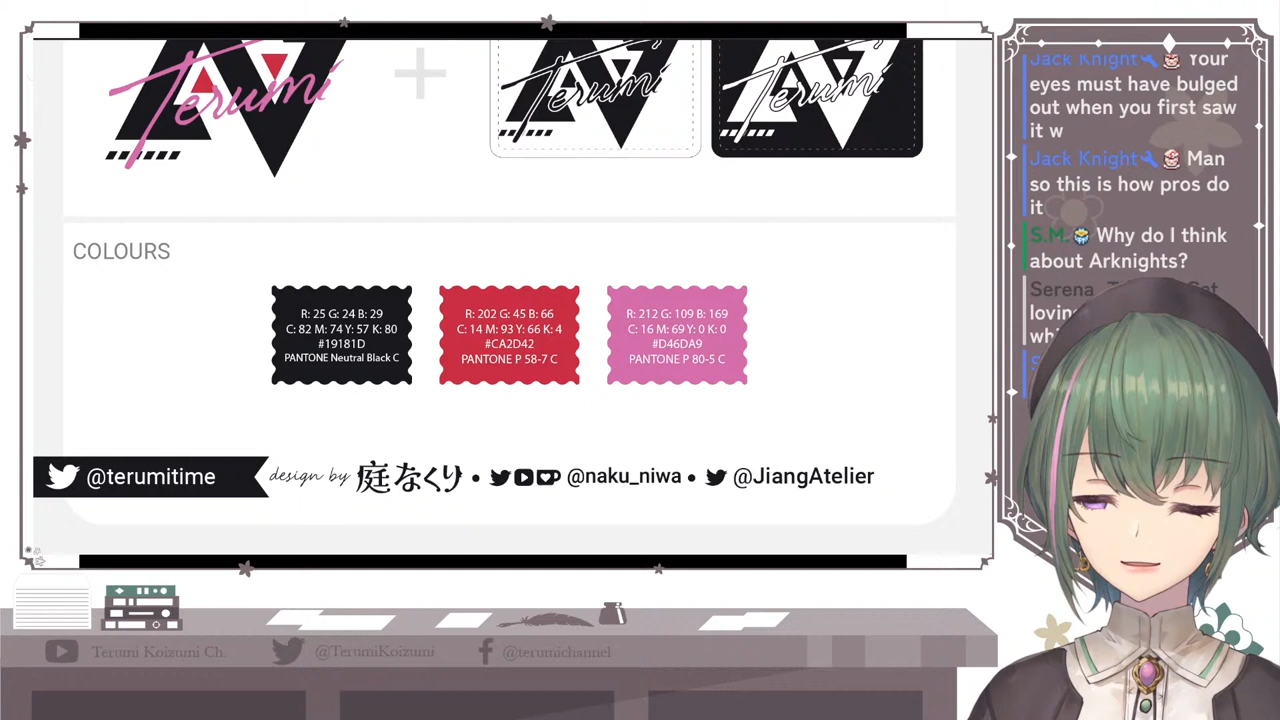 Terumi
Terumi
Terumi
COLOURS
R: 25 G: 24 B: 29
C: 82 M: 74 Y: 57 K: 80
#19181D
PANTONE Neutral Black C
R: 202 G: 45 B: 66
C: 14 M: 93 Y: 66 K: 4
#CA2D42
PANTONE P 58-7 C
R: 212 G: 109 B: 169
C: 16 M: 69 Y: 0 K: 0
#D46DA9
PANTONE P 80-5 C
@terumitime
design by 庭なくり • @naku_niwa • @JiangAtelier
Terumi Koizumi Ch.
@TerumiKoizumi
@terumichannel
Jack Knight Your
eyes must have bulged
out when you first saw
it w
Jack Knight Man
so this is how pros do
it
S.M. Why do I think
about Arknights?
Serena